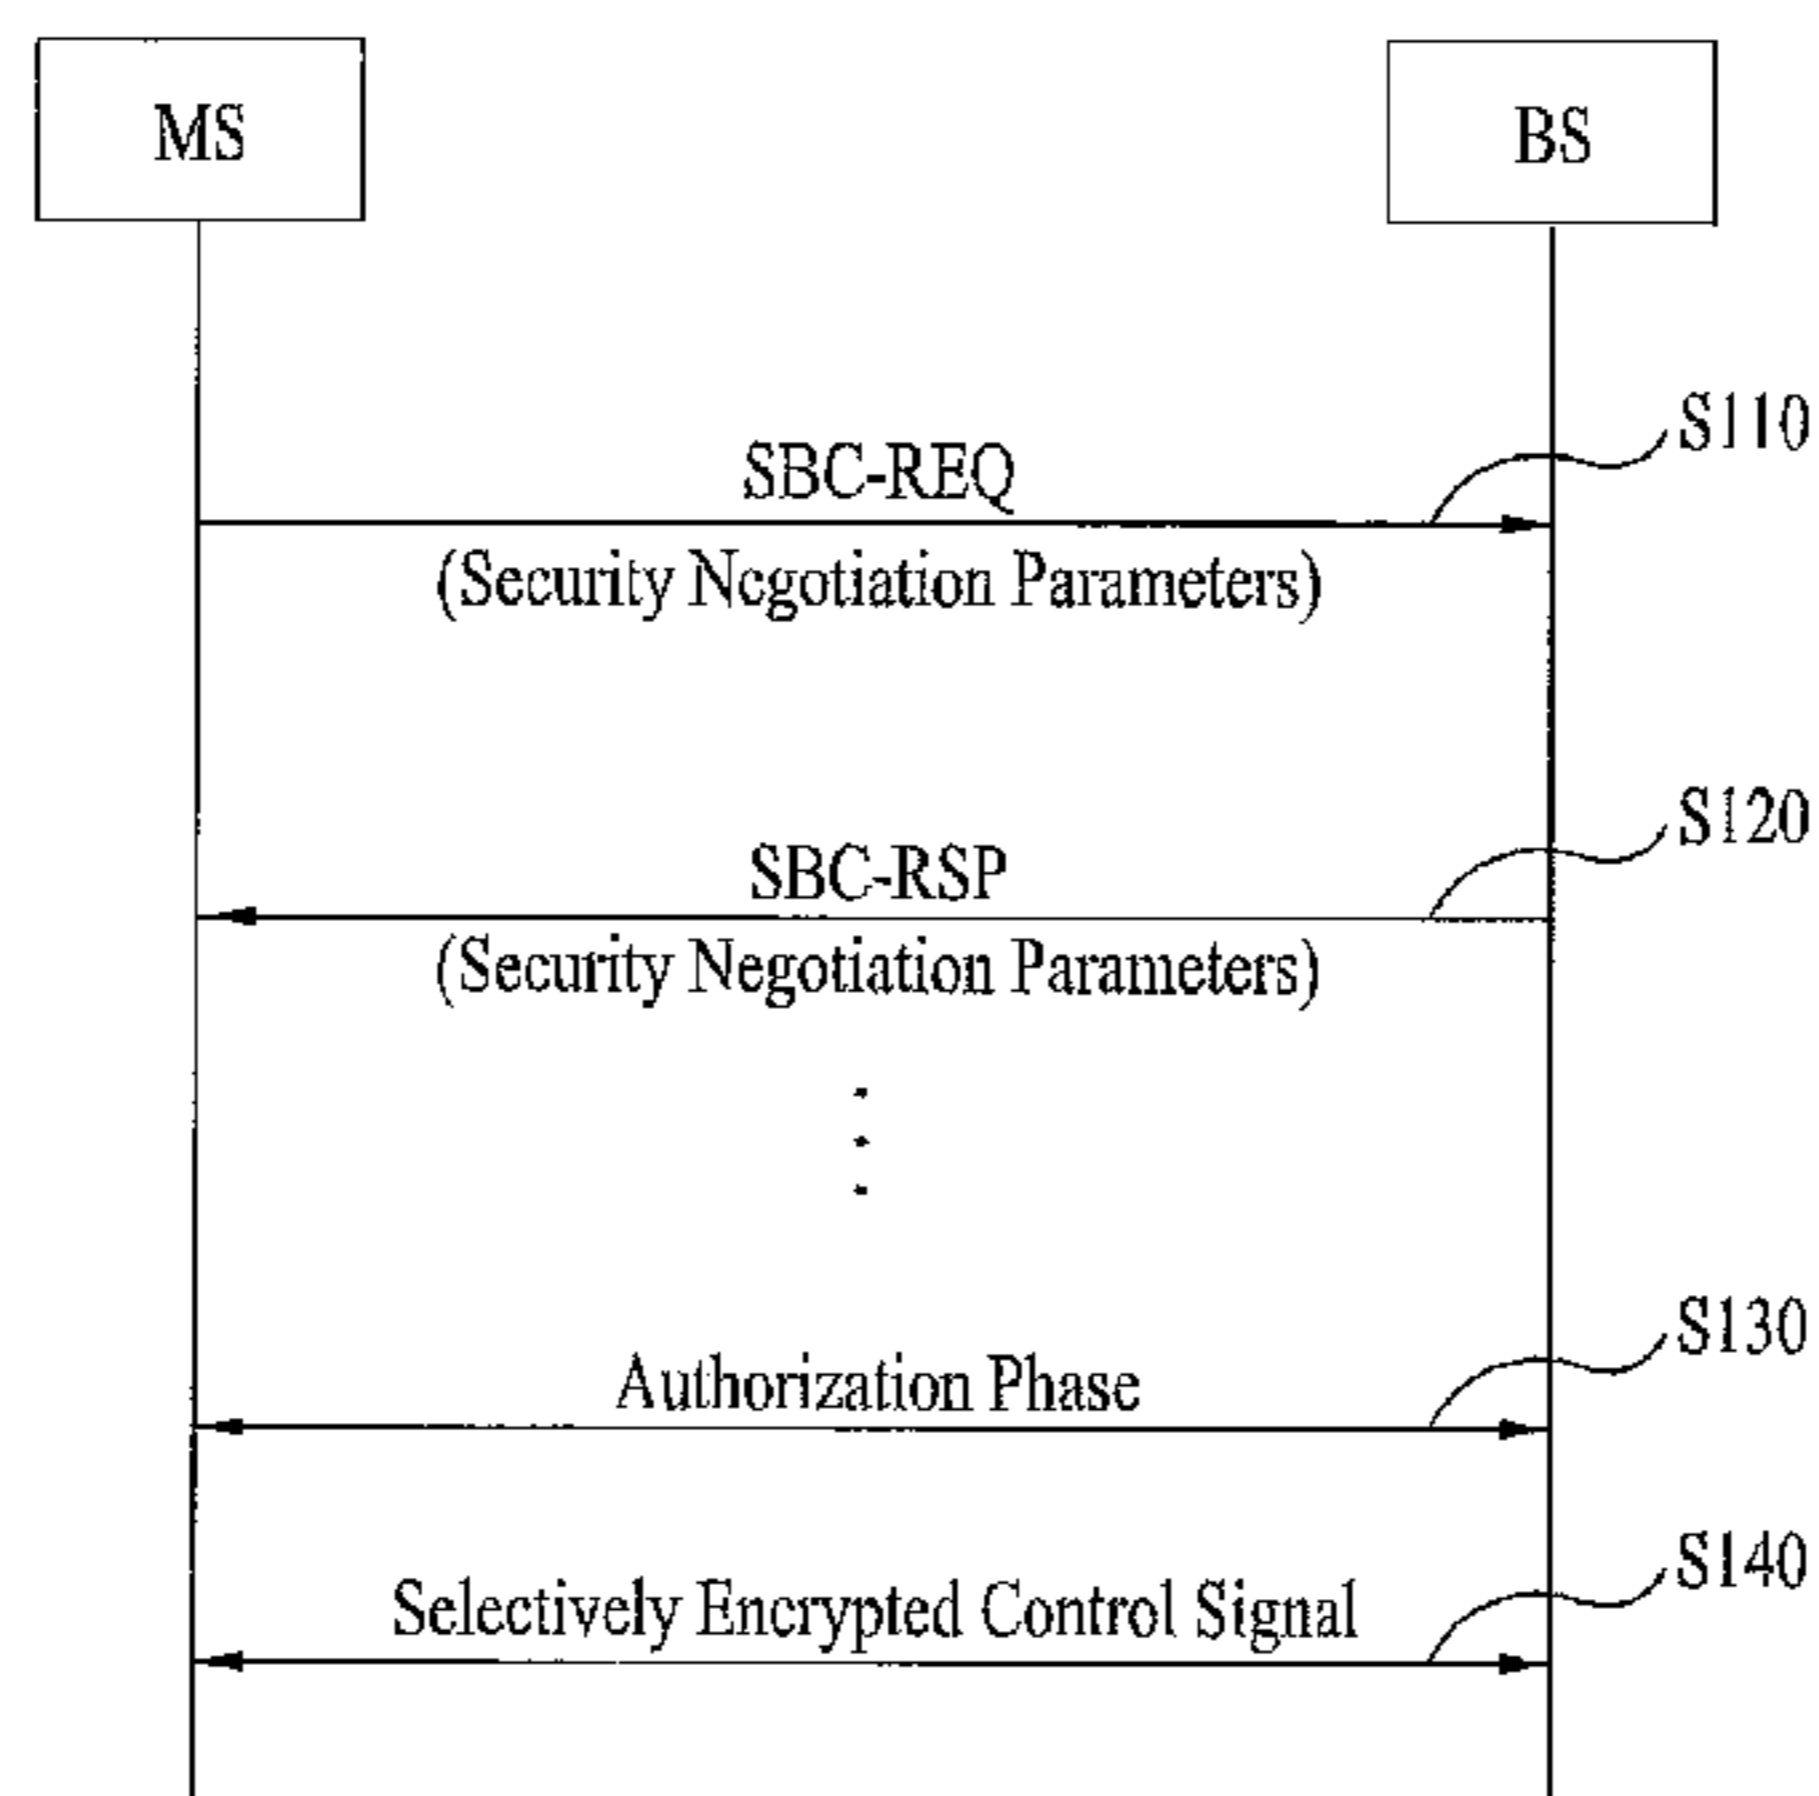 MS
BS
S110
SBC-REQ
(Security Negotiation Parameters)
S120
SBC-RSP
(Security Negotiation Parameters)
S130
Authorization Phase
S140
Selectively Encrypted Control Signal